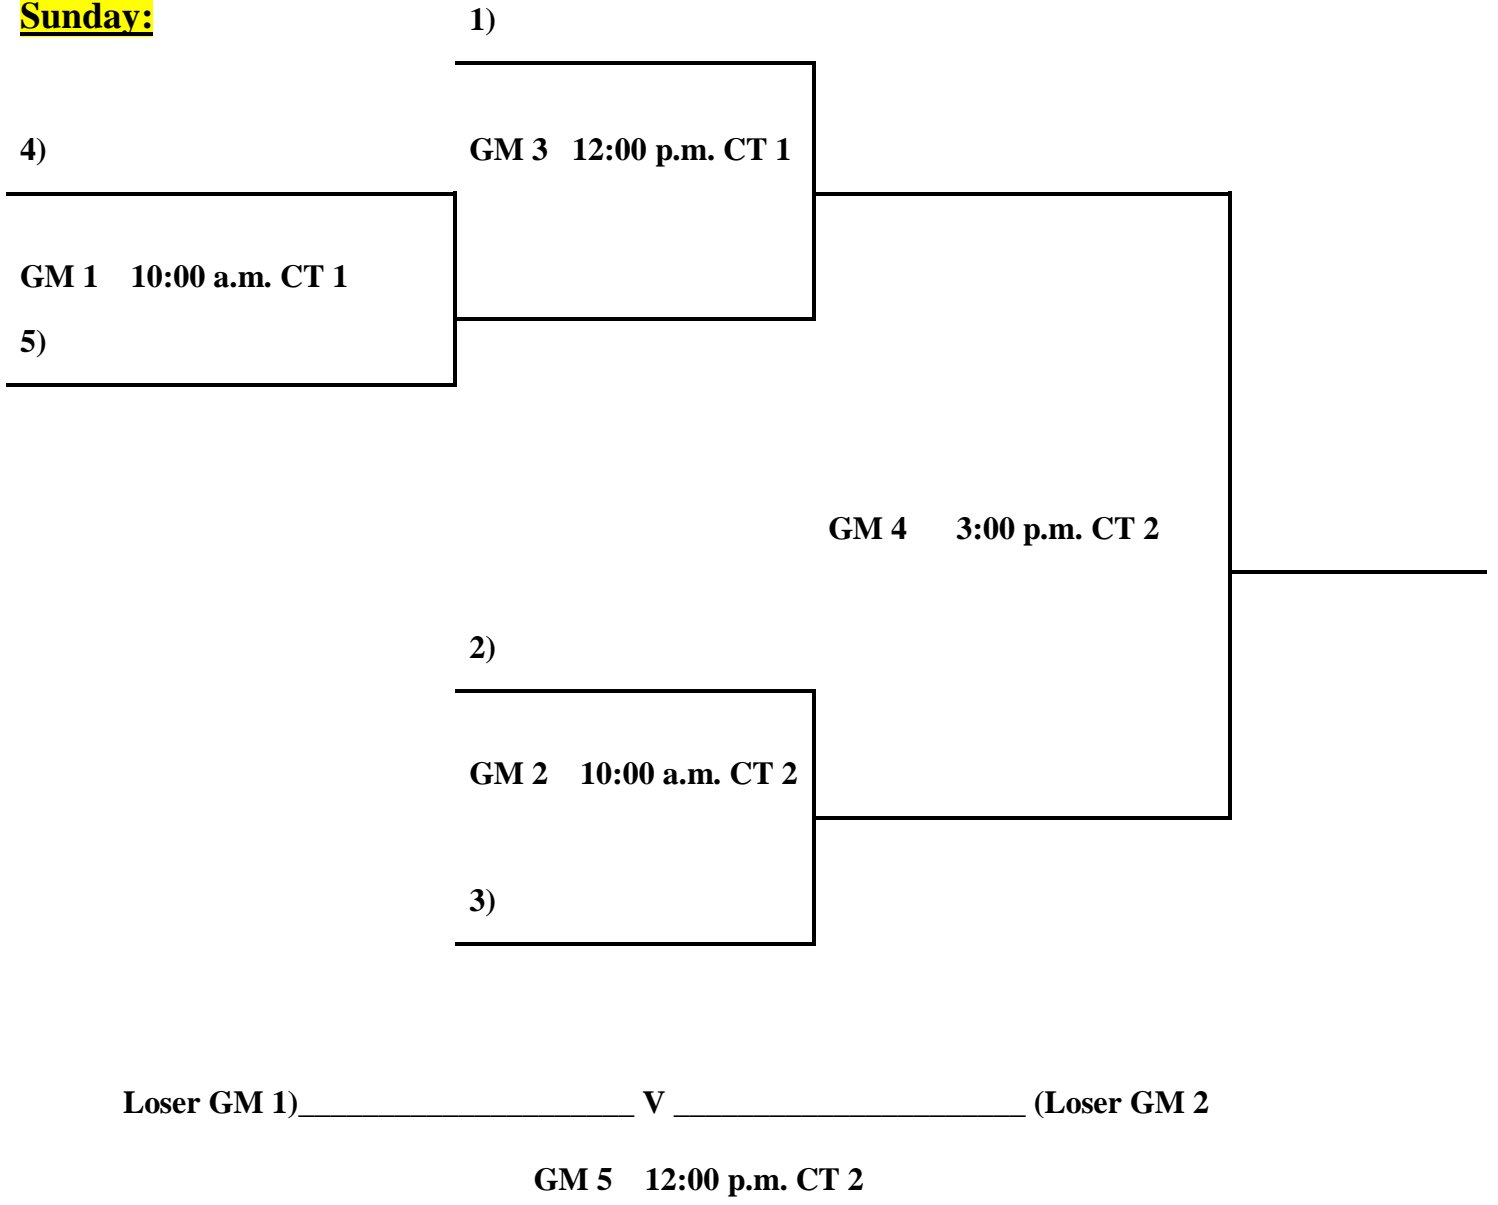 Sunday:
1)
4)
GM 3 12:00 p.m. CT 1
GM 1 10:00 a.m. CT 1
5)
GM 4 3:00 p.m. CT 2
2)
GM 2 10:00 a.m. CT 2
3)
Loser GM 1)_____________________ V ______________________ (Loser GM 2
GM 5 12:00 p.m. CT 2